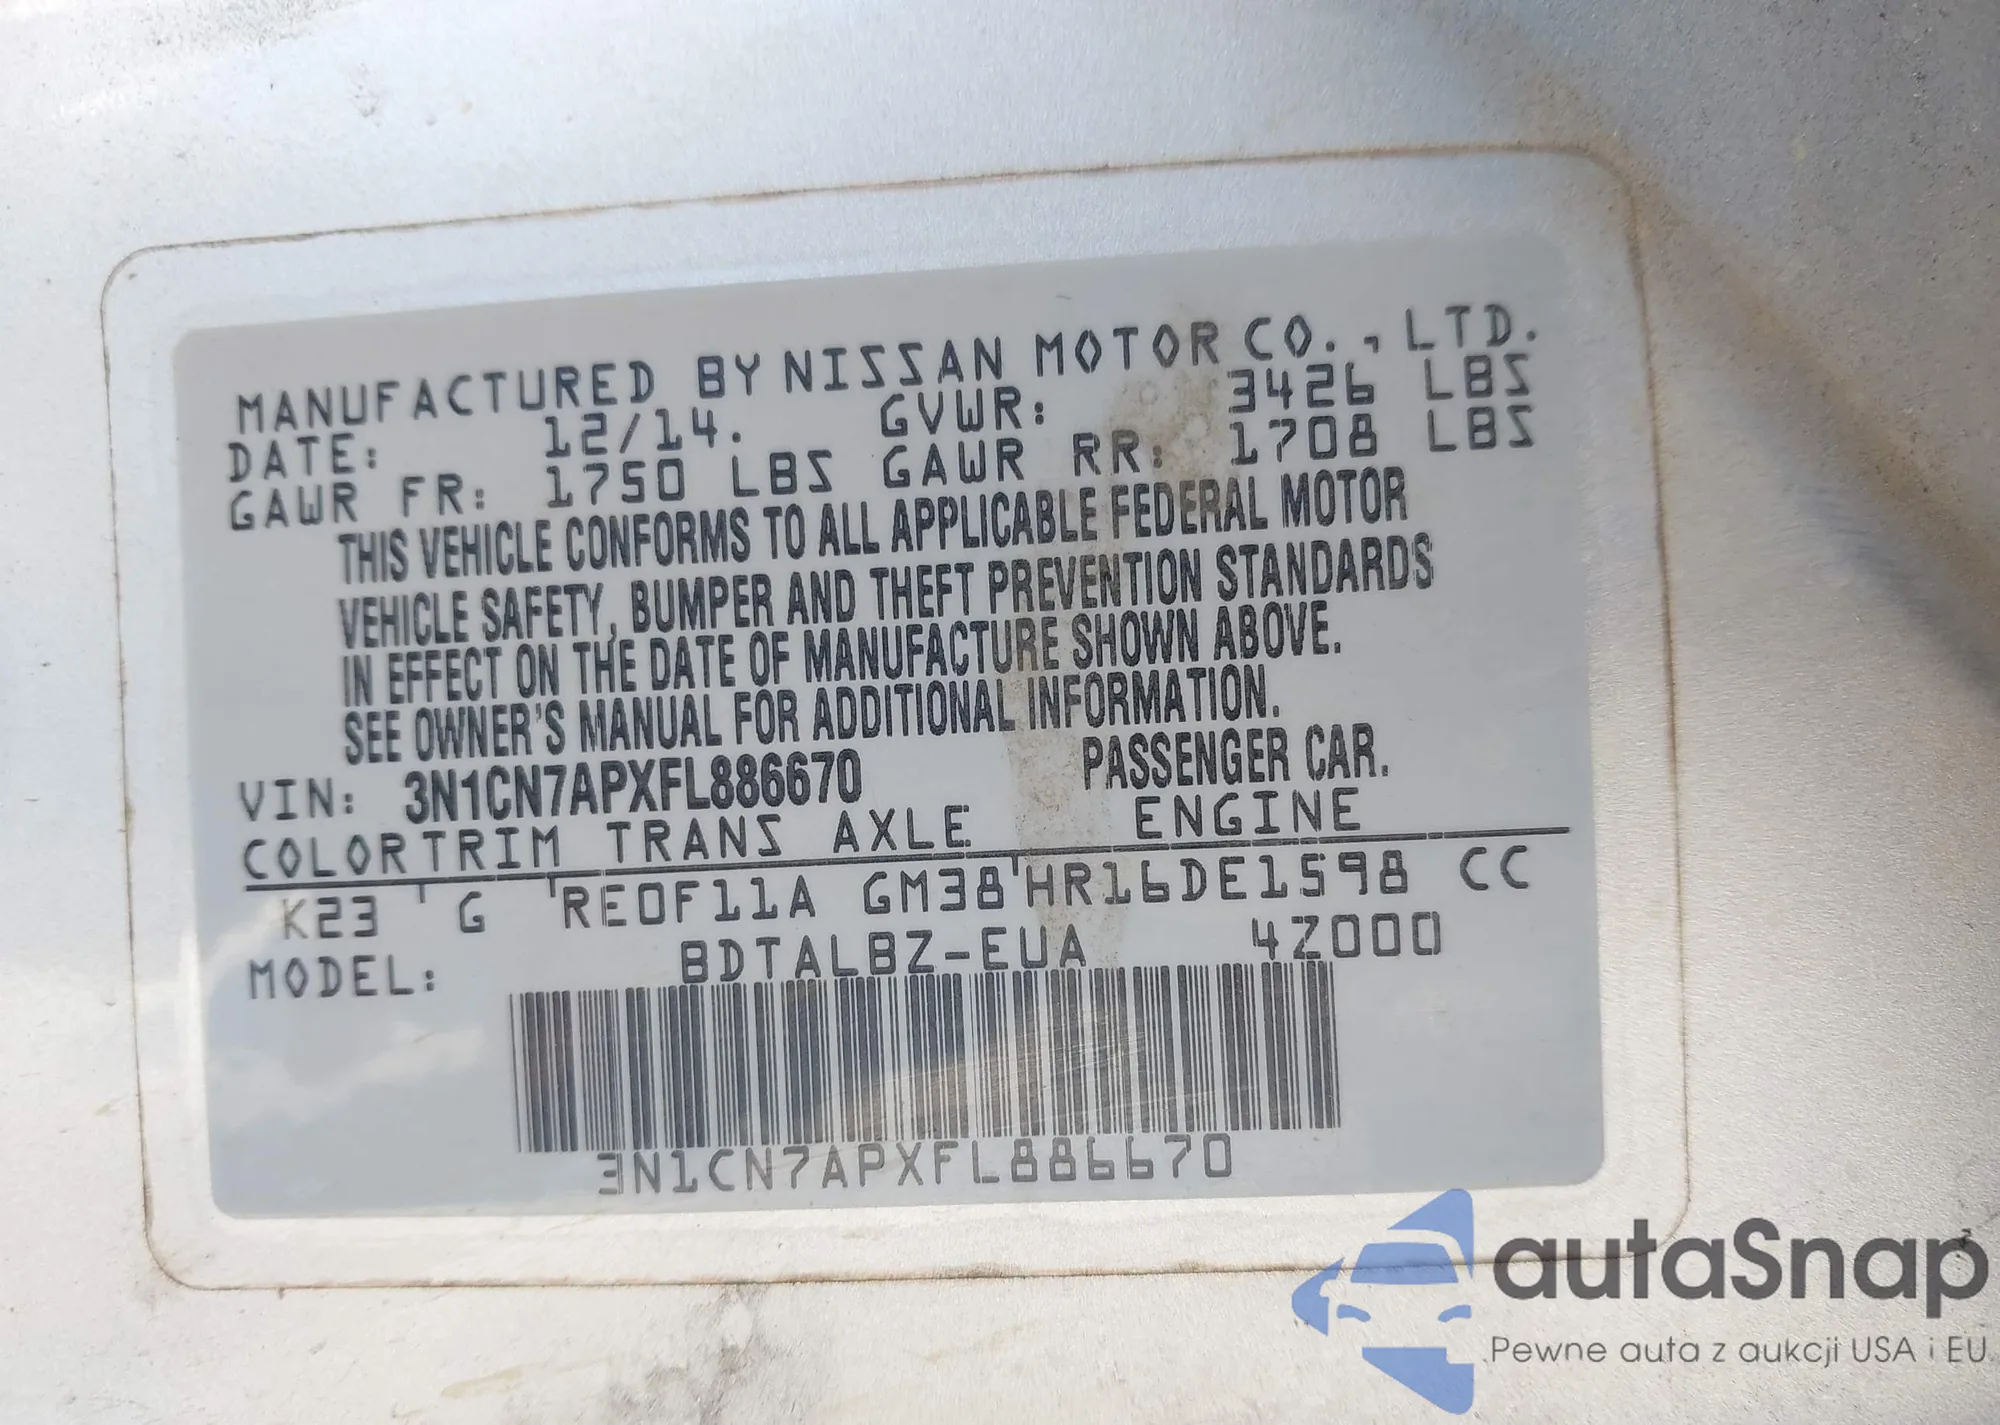 MANUFACTURED BY NISSAN MOTOR CO., LTD.
DATE: 12/14. GVWR: 3426 LBS
GAWR FR: 1750 LBS GAWR RR: 1708 LBS
THIS VEHICLE CONFORMS TO ALL APPLICABLE FEDERAL MOTOR
VEHICLE SAFETY, BUMPER AND THEFT PREVENTION STANDARDS
IN EFFECT ON THE DATE OF MANUFACTURE SHOWN ABOVE.
SEE OWNER'S MANUAL FOR ADDITIONAL INFORMATION.
VIN: 3N1CN7APXFL886670 PASSENGER CAR.
COLOR TRIM TRANS AXLE ENGINE
K23 G RE0F11A GM38 HR16DE1598 CC
MODEL: BDTALBZ-EUA 4Z000
3N1CN7APXFL886670
autaSnap
Pewne auta z aukcji USA i EU